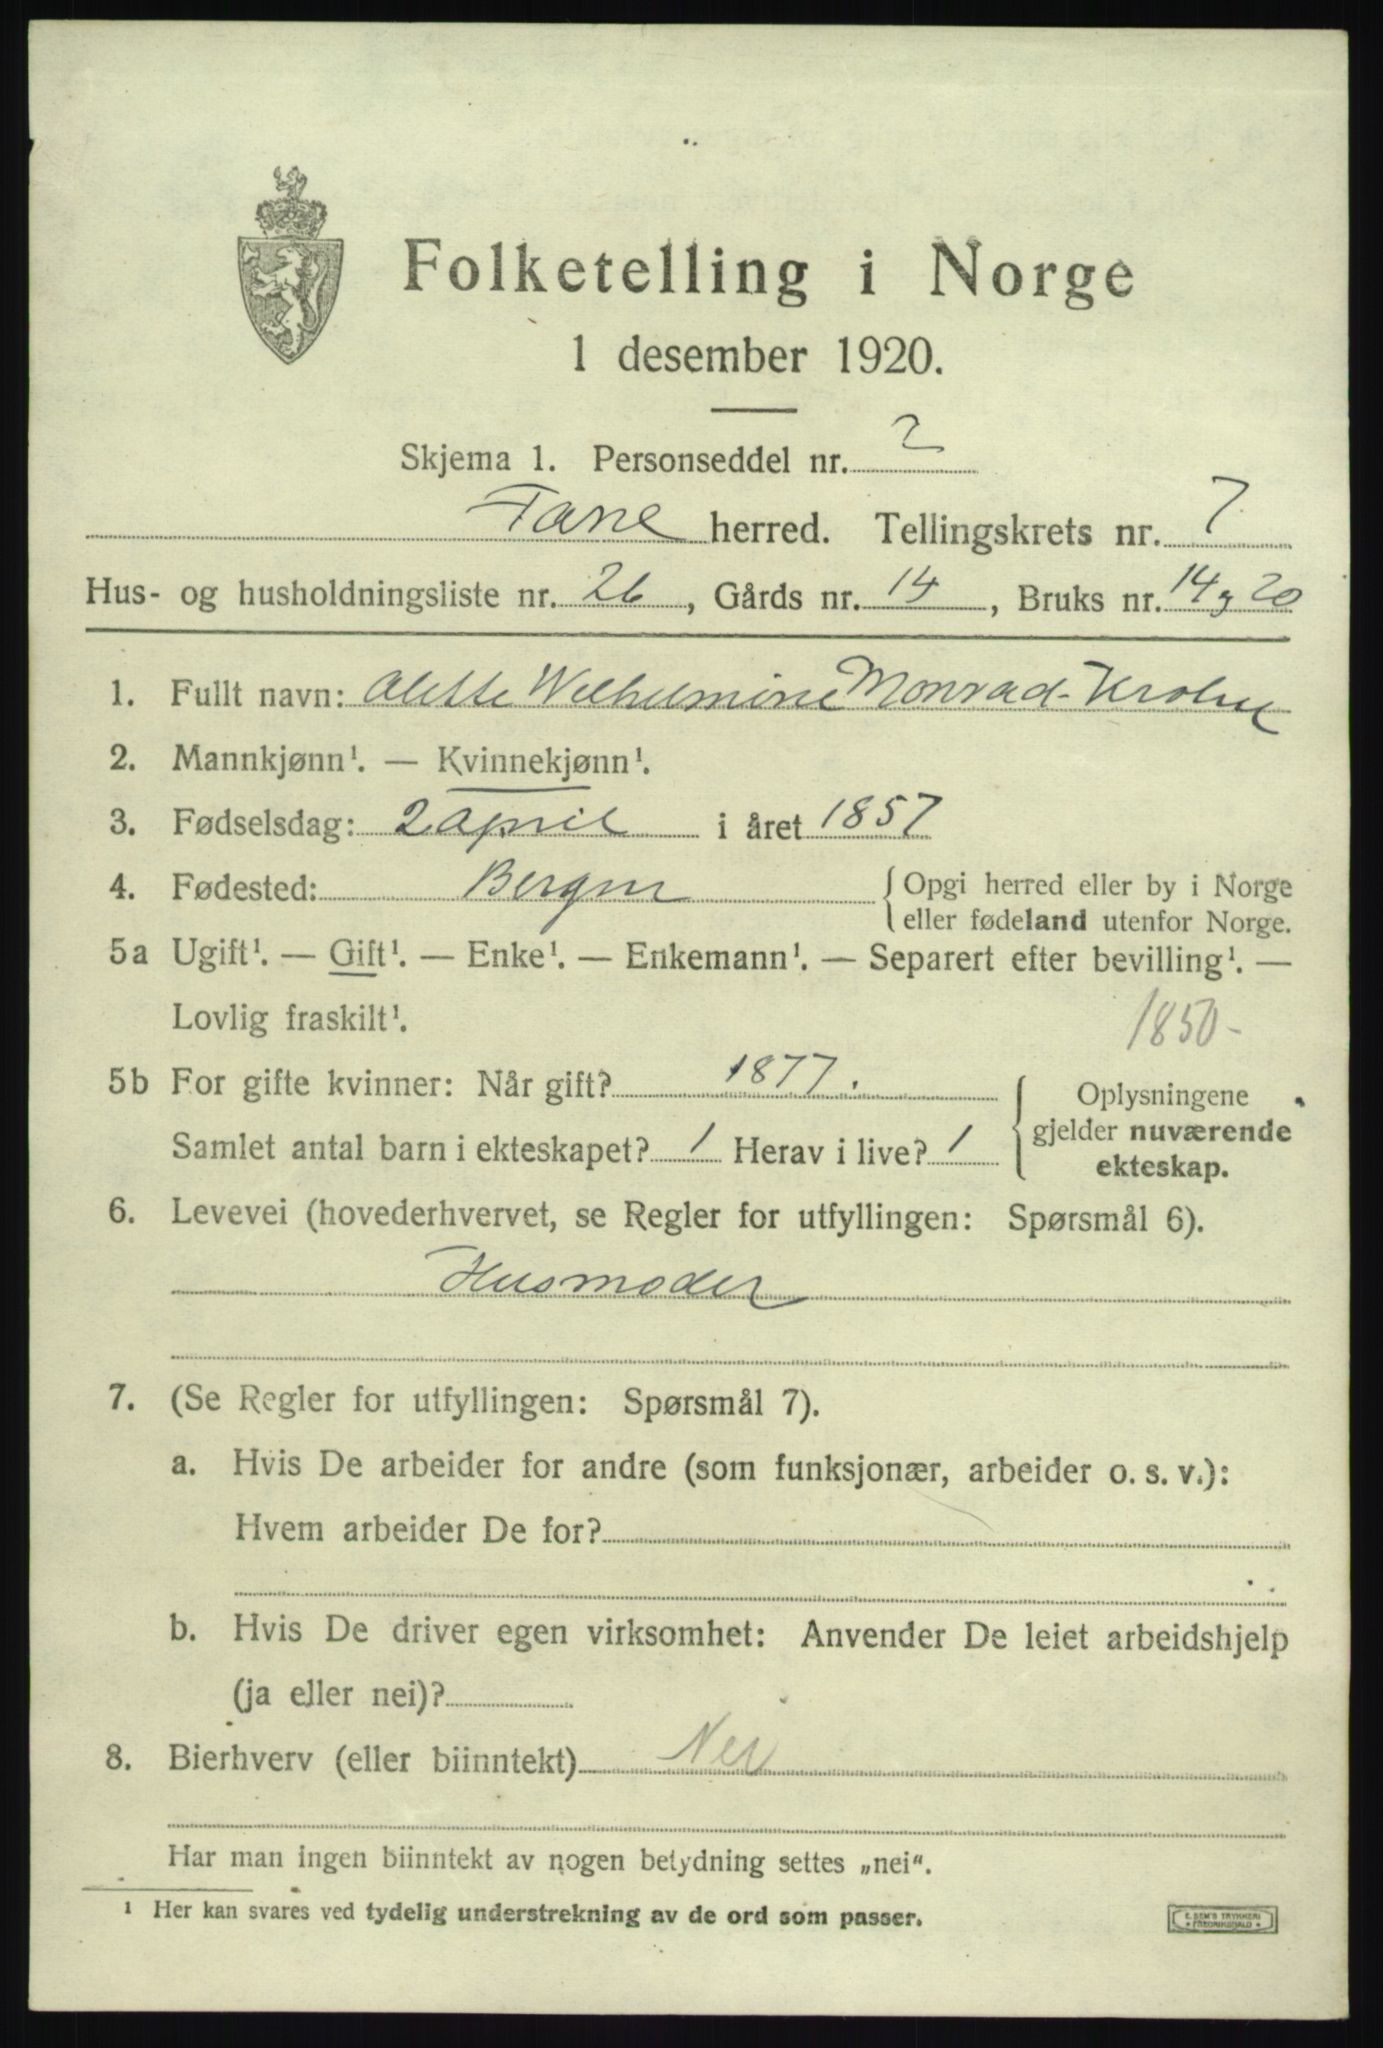 Folketelling i Norge
1 desember 1920.
Skjema 1. Personseddel nr. 2
Fane herred. Tellingskrets nr. 7
Hus- og husholdningsliste nr. 26, Gårds nr. 14, Bruks nr. 14 og 20
1. Fullt navn: Alette Wilhelmine Monrad-Krohn
2. Mannkjønn¹. — Kvinnekjønn¹.
3. Fødselsdag: 2 april i året 1857
4. Fødested: Bergen { Opgi herred eller by i Norge
eller fødeland utenfor Norge.
5a Ugift¹. — Gift¹. — Enke¹. — Enkemann¹. — Separert efter bevilling¹. —
Lovlig fraskilt¹. 1850-
5b For gifte kvinner: Når gift? 1877. { Oplysningene
gjelder nuværende
ekteskap.
Samlet antal barn i ekteskapet? 1 Herav i live? 1
6. Levevei (hovederhvervet, se Regler for utfyllingen: Spørsmål 6).
Husmoder
7. (Se Regler for utfyllingen: Spørsmål 7).
a. Hvis De arbeider for andre (som funksjonær, arbeider o. s. v.):
Hvem arbeider De for?
b. Hvis De driver egen virksomhet: Anvender De leiet arbeidshjelp
(ja eller nei)?
8. Bierhverv (eller biinntekt) Nei
Har man ingen biinntekt av nogen betydning settes „nei“.
¹ Her kan svares ved tydelig understrekning av de ord som passer.
E. SEM'S TRYKKERI
* FREDRIKSHALD *